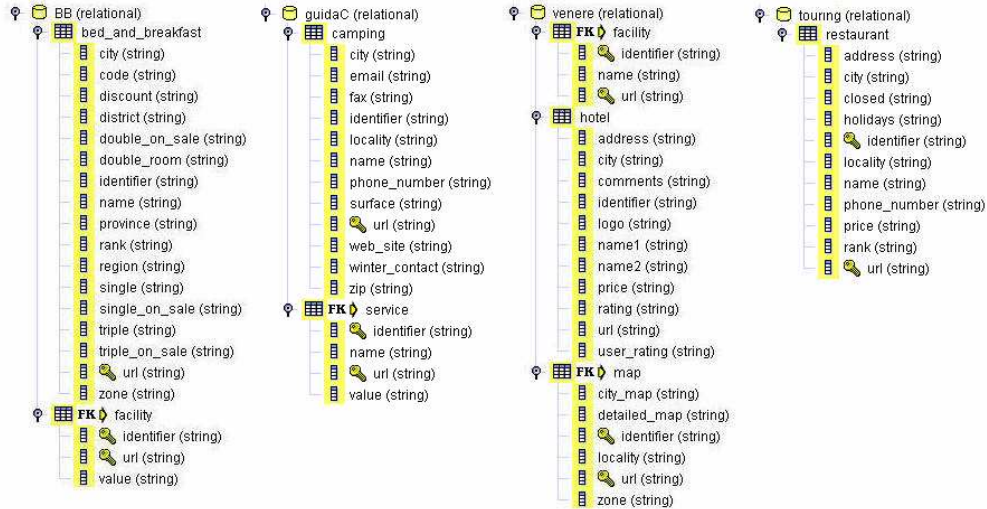 BB (relational)
bed_and_breakfast
city (string)
code (string)
discount (string)
district (string)
double_on_sale (string)
double_room (string)
identifier (string)
name (string)
province (string)
rank (string)
region (string)
single (string)
single_on_sale (string)
triple (string)
triple_on_sale (string)
url (string)
zone (string)
FK facility
identifier (string)
url (string)
value (string)
guidaC (relational)
camping
city (string)
email (string)
fax (string)
identifier (string)
locality (string)
name (string)
phone_number (string)
surface (string)
url (string)
web_site (string)
winter_contact (string)
zip (string)
FK service
identifier (string)
name (string)
url (string)
value (string)
venere (relational)
FK facility
identifier (string)
name (string)
url (string)
hotel
address (string)
city (string)
comments (string)
identifier (string)
logo (string)
name1 (string)
name2 (string)
price (string)
rating (string)
url (string)
user_rating (string)
FK map
city_map (string)
detailed_map (string)
identifier (string)
locality (string)
url (string)
zone (string)
tourıng (relational)
restaurant
address (string)
city (string)
closed (string)
holidays (string)
identifier (string)
locality (string)
name (string)
phone_number (string)
price (string)
rank (string)
url (string)